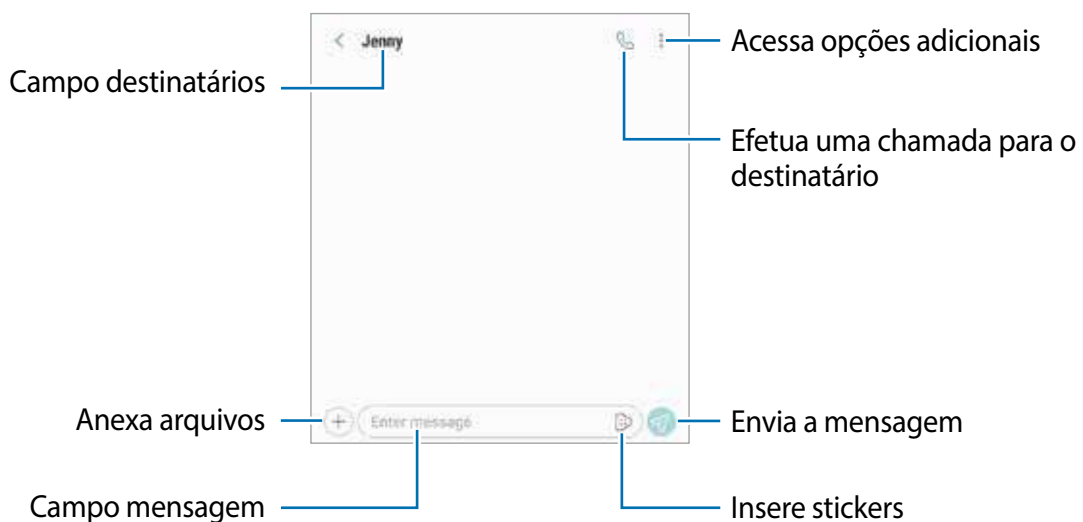 Jenny
Acessa opções adicionais
Campo destinatários
Efetua uma chamada para o
destinatário
Anexa arquivos
Enter message
Envia a mensagem
Campo mensagem
Insere stickers